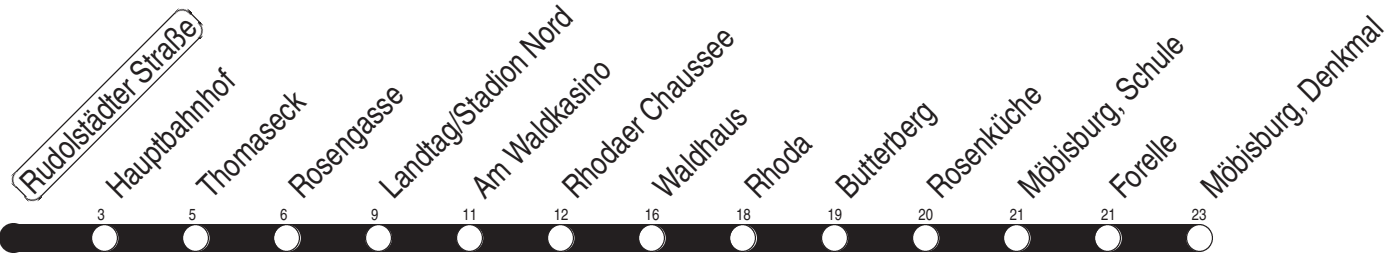 Rudolstädter Straße
Hauptbahnhof
Thomaseck
Rosengasse
Landtag/Stadion Nord
Am Waldkasino
Rhodaer Chaussee
Waldhaus
Rhoda
Butterberg
Rosenküche
Möbisburg, Schule
Forelle
Möbisburg, Denkmal
3 5 6 9 11 12 16 18 19 20 21 21 23